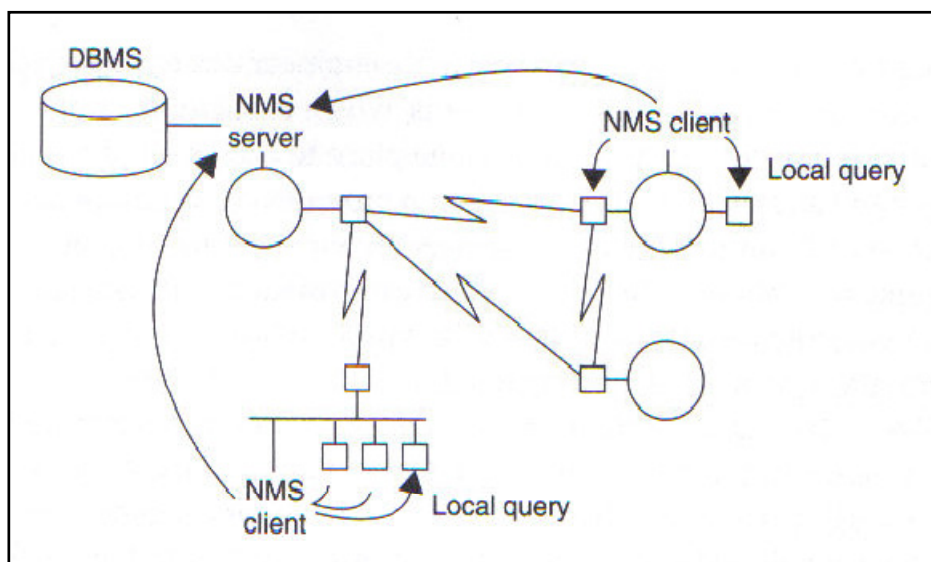 DBMS
NMS
server
NMS client
Local query
NMS
client
Local query